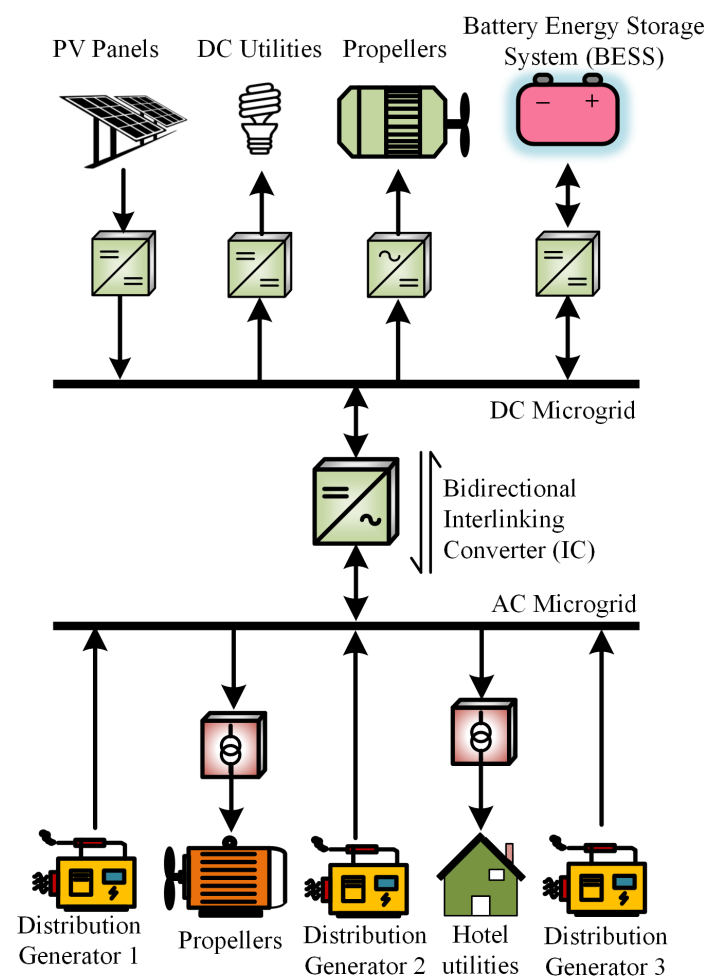 PV Panels
DC Utilities
Propellers
Battery Energy Storage
System (BESS)
DC Microgrid
Bidirectional
Interlinking
Converter (IC)
AC Microgrid
Distribution
Generator 1
Propellers
Distribution
Generator 2
Hotel
utilities
Distribution
Generator 3